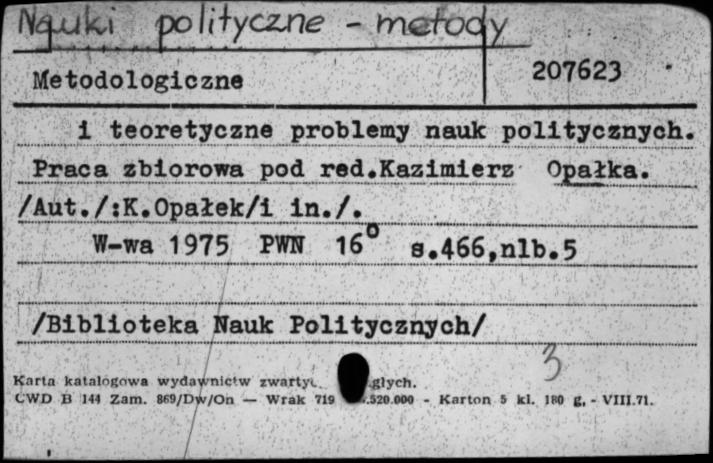 Nauki polityczne - metody
207623
Metodologiczne
i teoretyczne problemy nauk politycznych.
Praca zbiorowa pod red.Kazimierz Opałka.
/Aut./:K.Opałek/i in./.
W-wa 1975 PWN 16° s.466,nlb.5
/Biblioteka Nauk Politycznych/
3
Karta katalogowa wydawnictw
CWD B 144 Zam. 869/Dw/On — Wrak 719 .520.000 - Karton 5 kl. 180 g. - VIII.71.